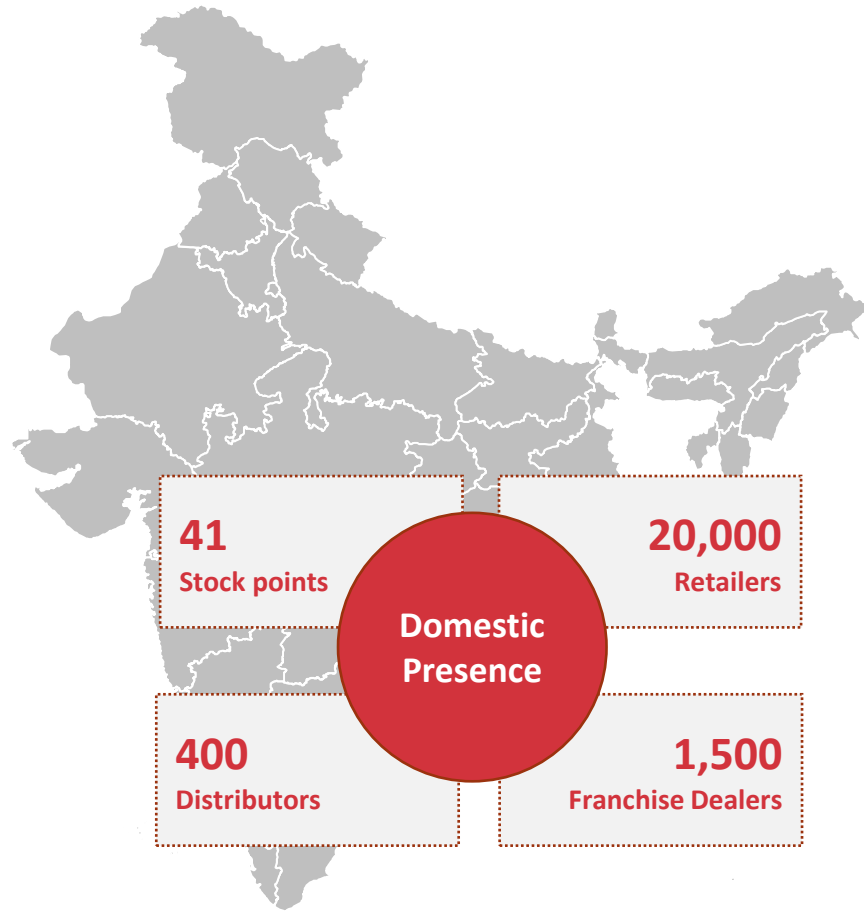 41
Stock points
20,000
Retailers
Domestic
Presence
400
Distributors
1,500
Franchise Dealers